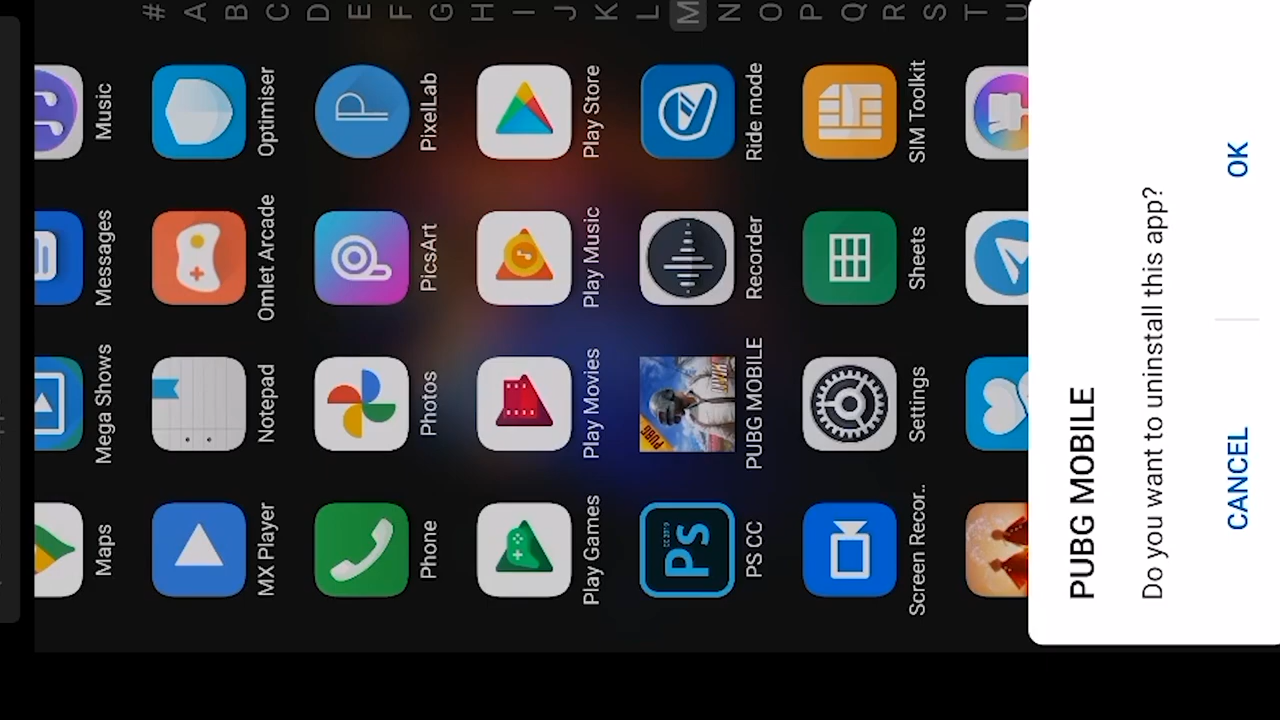 # A B C D E F G H I J K L M N O P Q R S T U
Maps Mega Shows Messages Music
MX Player Notepad Omlet Arcade Optimiser
Phone Photos PicsArt PixelLab
Play Games Play Movies Play Music Play Store
PS CC PUBG MOBILE Recorder Ride mode
Screen Recor.. Settings Sheets SIM Toolkit
PUBG MOBILE
Do you want to uninstall this app?
CANCEL OK